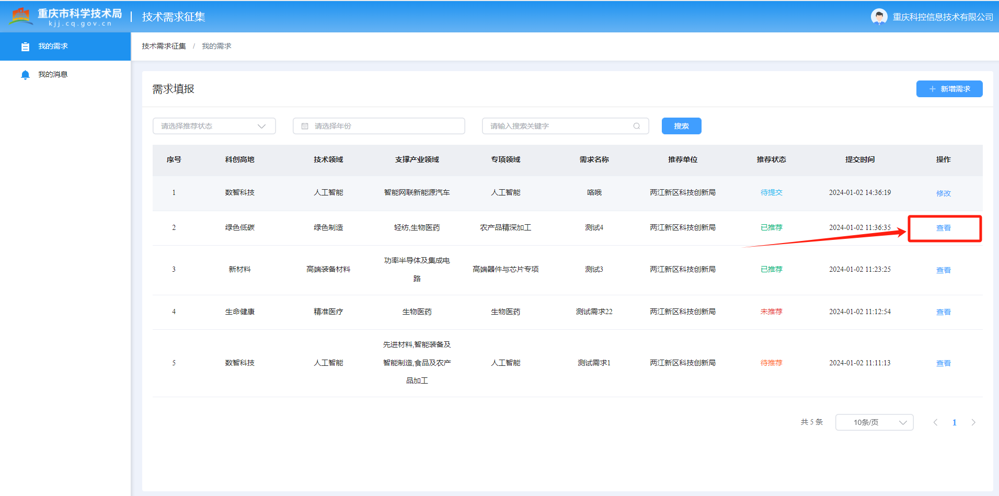 重庆市科学技术局
kjj.cq.gov.cn
技术需求征集
重庆科控信息技术有限公司
我的需求
我的消息
技术需求征集 / 我的需求
需求填报
新增需求
请选择推荐状态
请选择年份
请输入搜索关键字
搜索
序号 科创高地 技术领域 支撑产业领域 专项领域 需求名称 推荐单位 推荐状态 提交时间 操作
1 数智科技 人工智能 智能网联新能源汽车 人工智能 咯哦 两江新区科技创新局 待提交 2024-01-02 14:36:19 修改
2 绿色低碳 绿色制造 轻纺,生物医药 农产品精深加工 测试4 两江新区科技创新局 已推荐 2024-01-02 11:36:35 查看
3 新材料 高端装备材料 功率半导体及集成电
路 高端器件与芯片专项 测试3 两江新区科技创新局 已推荐 2024-01-02 11:23:25 查看
4 生命健康 精准医疗 生物医药 生物医药 测试需求22 两江新区科技创新局 未推荐 2024-01-02 11:12:54 查看
5 数智科技 人工智能 先进材料,智能装备及
智能制造,食品及农产
品加工 人工智能 测试需求1 两江新区科技创新局 待推荐 2024-01-02 11:11:13 查看
共 5 条
10条/页
1